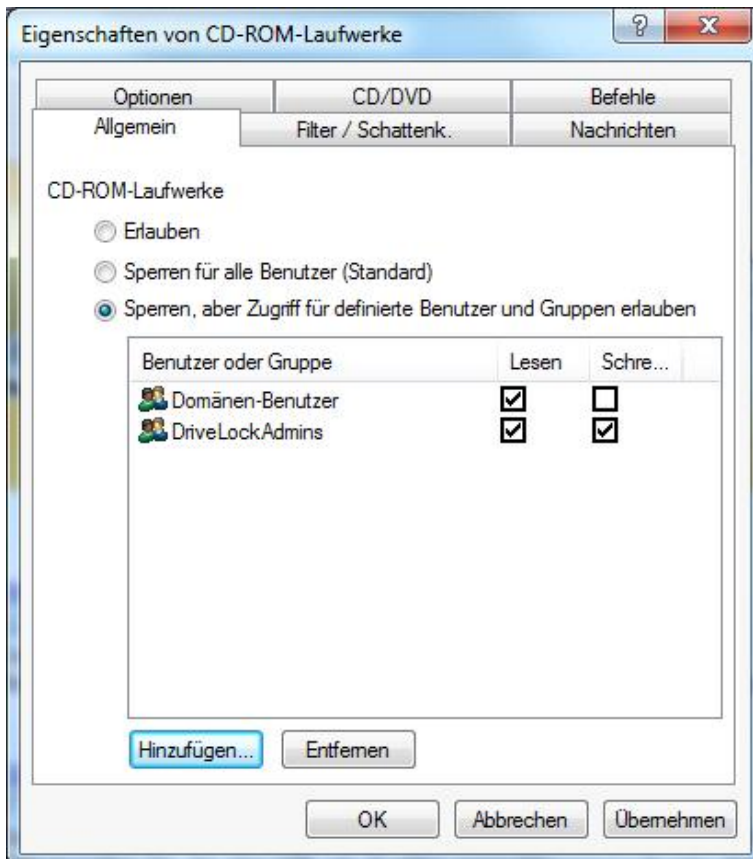 Eigenschaften von CD-ROM-Laufwerke
?
X
Optionen CD/DVD Befehle
Allgemein Filter / Schattenk. Nachrichten
CD-ROM-Laufwerke
Erlauben
Sperren für alle Benutzer (Standard)
Sperren, aber Zugriff für definierte Benutzer und Gruppen erlauben
Benutzer oder Gruppe Lesen Schre...
Domänen-Benutzer
DriveLockAdmins
Hinzufügen... Entfernen
OK Abbrechen Übernehmen